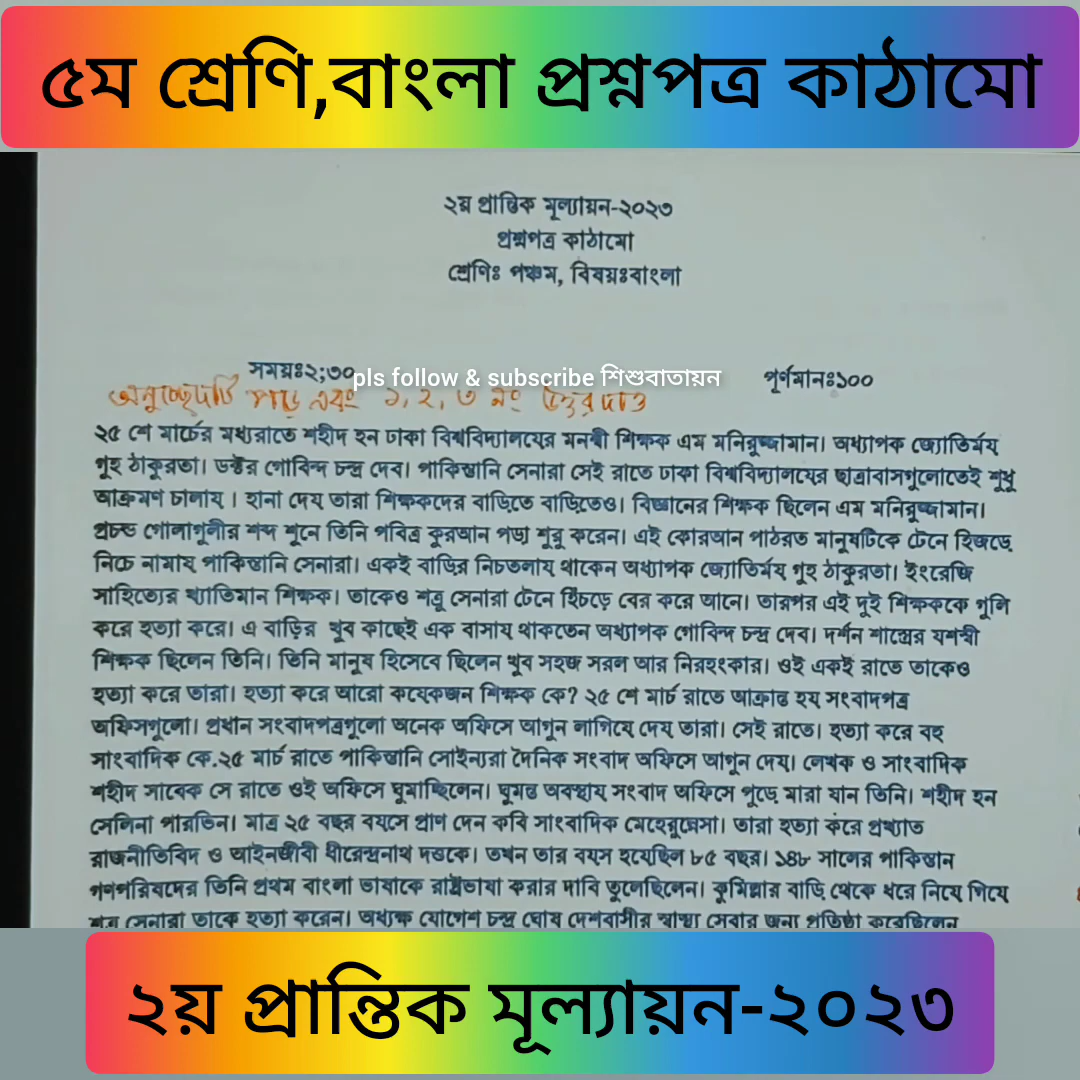 ৫ম শ্রেণি,বাংলা প্রশ্নপত্র কাঠামো
২য় প্রান্তিক মূল্যায়ন-২০২৩
প্রশ্নপত্র কাঠামো
শ্রেণিঃ পঞ্চম, বিষয়ঃবাংলা
সময়ঃ২;৩০
pls follow & subscribe শিশুবাতায়ন
পূর্ণমানঃ১০০
অনুচ্ছেদটি পড়ে এবং ১,২,৩ নং উত্তর দাও
২৫ শে মার্চের মধ্যরাতে শহীদ হন ঢাকা বিশ্ববিদ্যালয়ের মনস্বী শিক্ষক এম মনিরুজ্জামান। অধ্যাপক জ্যোতির্ময়
গুহ ঠাকুরতা। ডক্টর গোবিন্দ চন্দ্র দেব। পাকিস্তানি সেনারা সেই রাতে ঢাকা বিশ্ববিদ্যালয়ের ছাত্রাবাসগুলোতেই শুধু
আক্রমণ চালায় । হানা দেয় তারা শিক্ষকদের বাড়িতে বাড়িতেও। বিজ্ঞানের শিক্ষক ছিলেন এম মনিরুজ্জামান।
প্রচন্ড গোলাগুলীর শব্দ শুনে তিনি পবিত্র কুরআন পড়া শুরু করেন। এই কোরআন পাঠরত মানুষটিকে টেনে হিজড়ে
নিচে নামায় পাকিস্তানি সেনারা। একই বাড়ির নিচতলায় থাকেন অধ্যাপক জ্যোতির্ময় গুহ ঠাকুরতা। ইংরেজি
সাহিত্যের খ্যাতিমান শিক্ষক। তাকেও শত্রু সেনারা টেনে হিঁচড়ে বের করে আনে। তারপর এই দুই শিক্ষককে গুলি
করে হত্যা করে। এ বাড়ির খুব কাছেই এক বাসায় থাকতেন অধ্যাপক গোবিন্দ চন্দ্র দেব। দর্শন শাস্ত্রের যশস্বী
শিক্ষক ছিলেন তিনি। তিনি মানুষ হিসেবে ছিলেন খুব সহজ সরল আর নিরহংকার। ওই একই রাতে তাকেও
হত্যা করে তারা। হত্যা করে আরো কয়েকজন শিক্ষক কে? ২৫ শে মার্চ রাতে আক্রান্ত হয় সংবাদপত্র
অফিসগুলো। প্রধান সংবাদপত্রগুলো অনেক অফিসে আগুন লাগিয়ে দেয় তারা। সেই রাতে। হত্যা করে বহু
সাংবাদিক কে.২৫ মার্চ রাতে পাকিস্তানি সেইন্যরা দৈনিক সংবাদ অফিসে আগুন দেয়। লেখক ও সাংবাদিক
শহীদ সাবেক সে রাতে ওই অফিসে ঘুমাচ্ছিলেন। ঘুমন্ত অবস্থায় সংবাদ অফিসে পুড়ে মারা যান তিনি। শহীদ হন
সেলিনা পারভিন। মাত্র ২৫ বছর বয়সে প্রাণ দেন কবি সাংবাদিক মেহেরুন্নেসা। তারা হত্যা করে প্রখ্যাত
রাজনীতিবিদ ও আইনজীবী ধীরেন্দ্রনাথ দত্তকে। তখন তার বয়স হয়েছিল ৮৫ বছর। ১৪৮ সালের পাকিস্তান
গণপরিষদের তিনি প্রথম বাংলা ভাষাকে রাষ্ট্রভাষা করার দাবি তুলেছিলেন। কুমিল্লার বাড়ি থেকে ধরে নিয়ে গিয়ে
শত্রু সেনারা তাকে হত্যা করেন। অধ্যক্ষ যোগেশ চন্দ্র ঘোষ দেশবাসীর স্বাস্থ্য সেবার জন্য প্রতিষ্ঠা করেছিলেন
২য় প্রান্তিক মূল্যায়ন-২০২৩